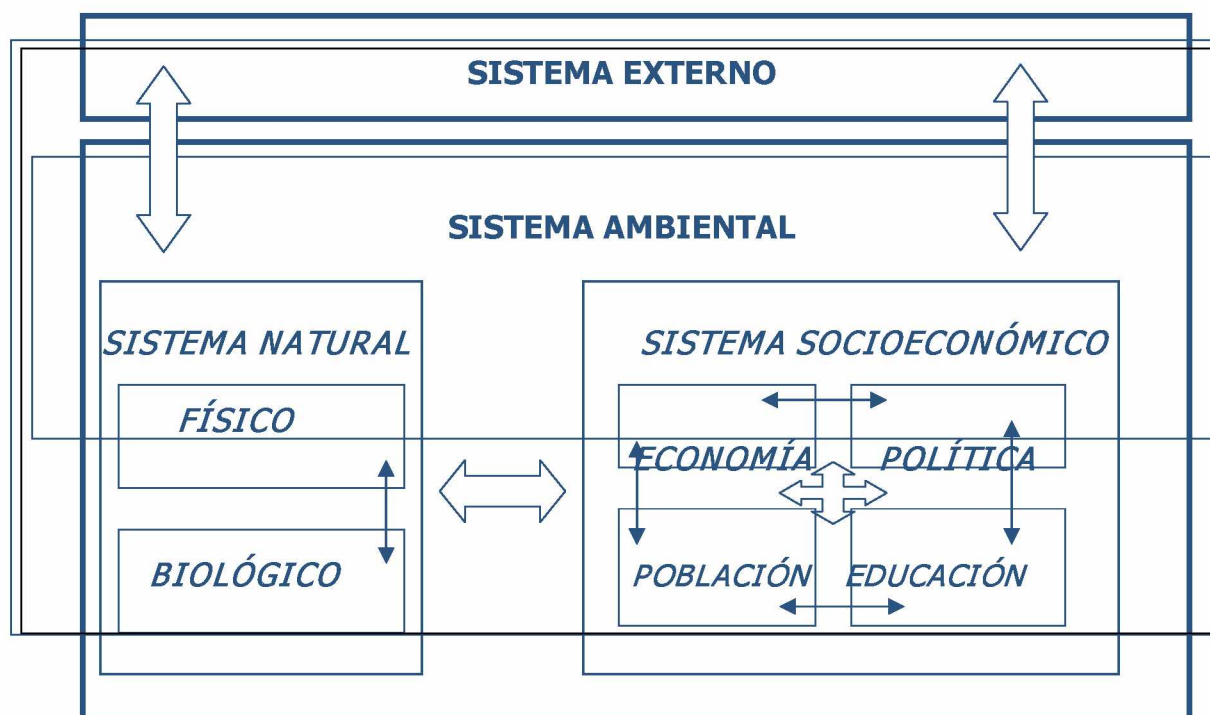 SISTEMA EXTERNO
SISTEMA AMBIENTAL
SISTEMA NATURAL
FÍSICO
BIOLÓGICO
SISTEMA SOCIOECONÓMICO
ECONOMÍA
POLÍTICA
POBLACIÓN
EDUCACIÓN